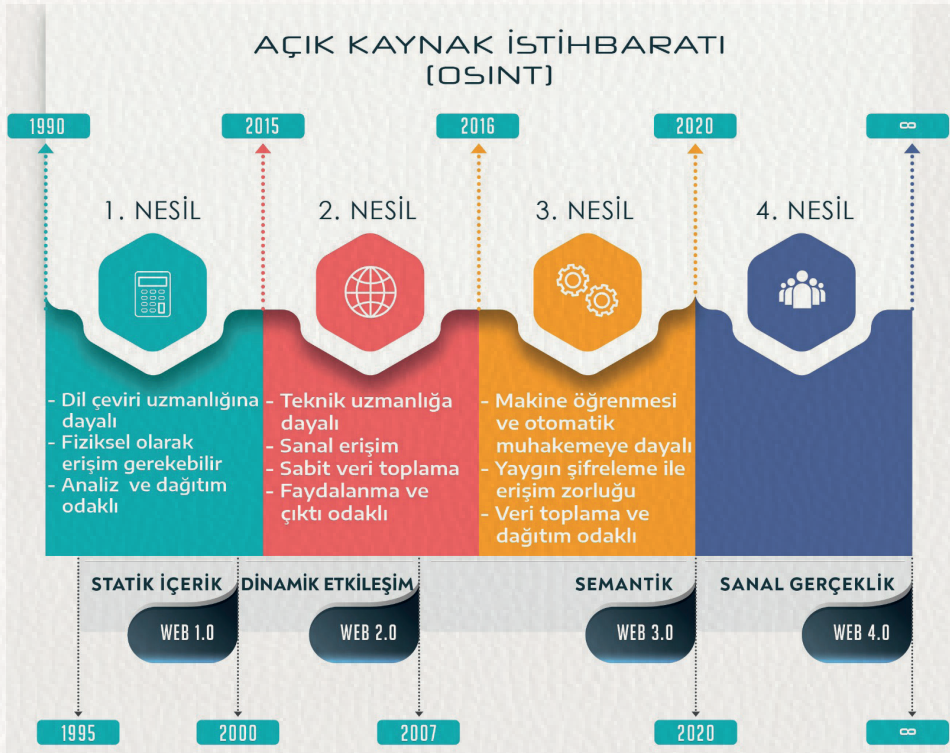 AÇIK KAYNAK İSTİHBARATI
(OSINT)
1990
2015
2016
2020
∞
1. NESİL
2. NESİL
3. NESİL
4. NESİL
- Dil çeviri uzmanlığına
dayalı
- Fiziksel olarak
erişim gerekebilir
- Analiz ve dağıtım
odaklı
- Teknik uzmanlığa
dayalı
- Sanal erişim
- Sabit veri toplama
- Faydalanma ve
çıktı odaklı
- Makine öğrenmesi
ve otomatik
muhakemeye dayalı
- Yaygın şifreleme ile
erişim zorluğu
- Veri toplama ve
dağıtım odaklı
STATİK İÇERİK
DİNAMİK ETKİLEŞİM
SEMANTİK
SANAL GERÇEKLİK
WEB 1.0
WEB 2.0
WEB 3.0
WEB 4.0
1995
2000
2007
2020
∞